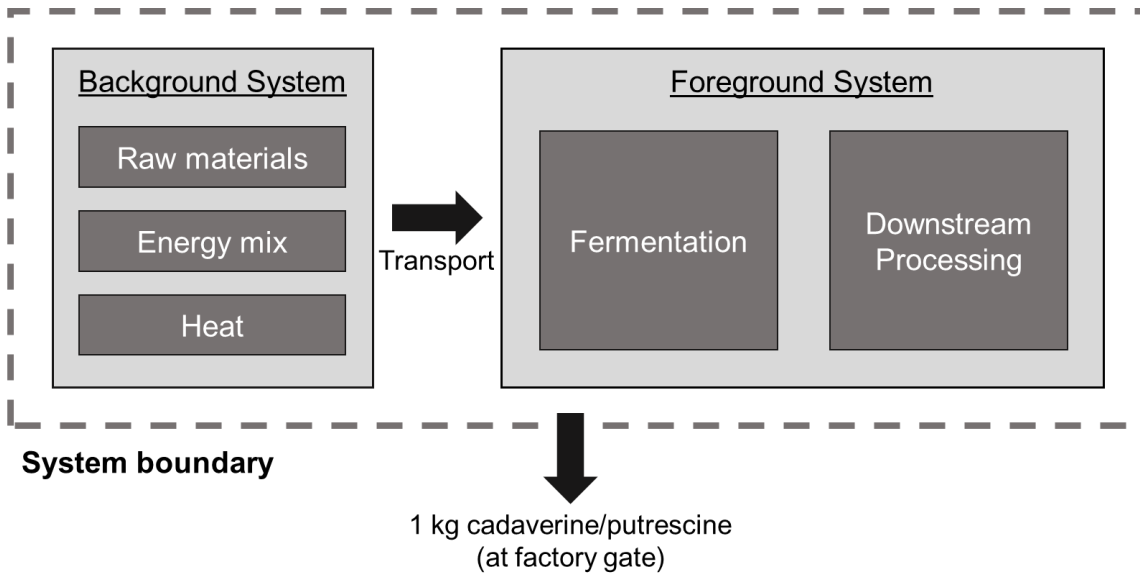 Background System
Raw materials
Energy mix
Heat
Transport
Foreground System
Fermentation
Downstream
Processing
System boundary
1 kg cadaverine/putrescine
(at factory gate)